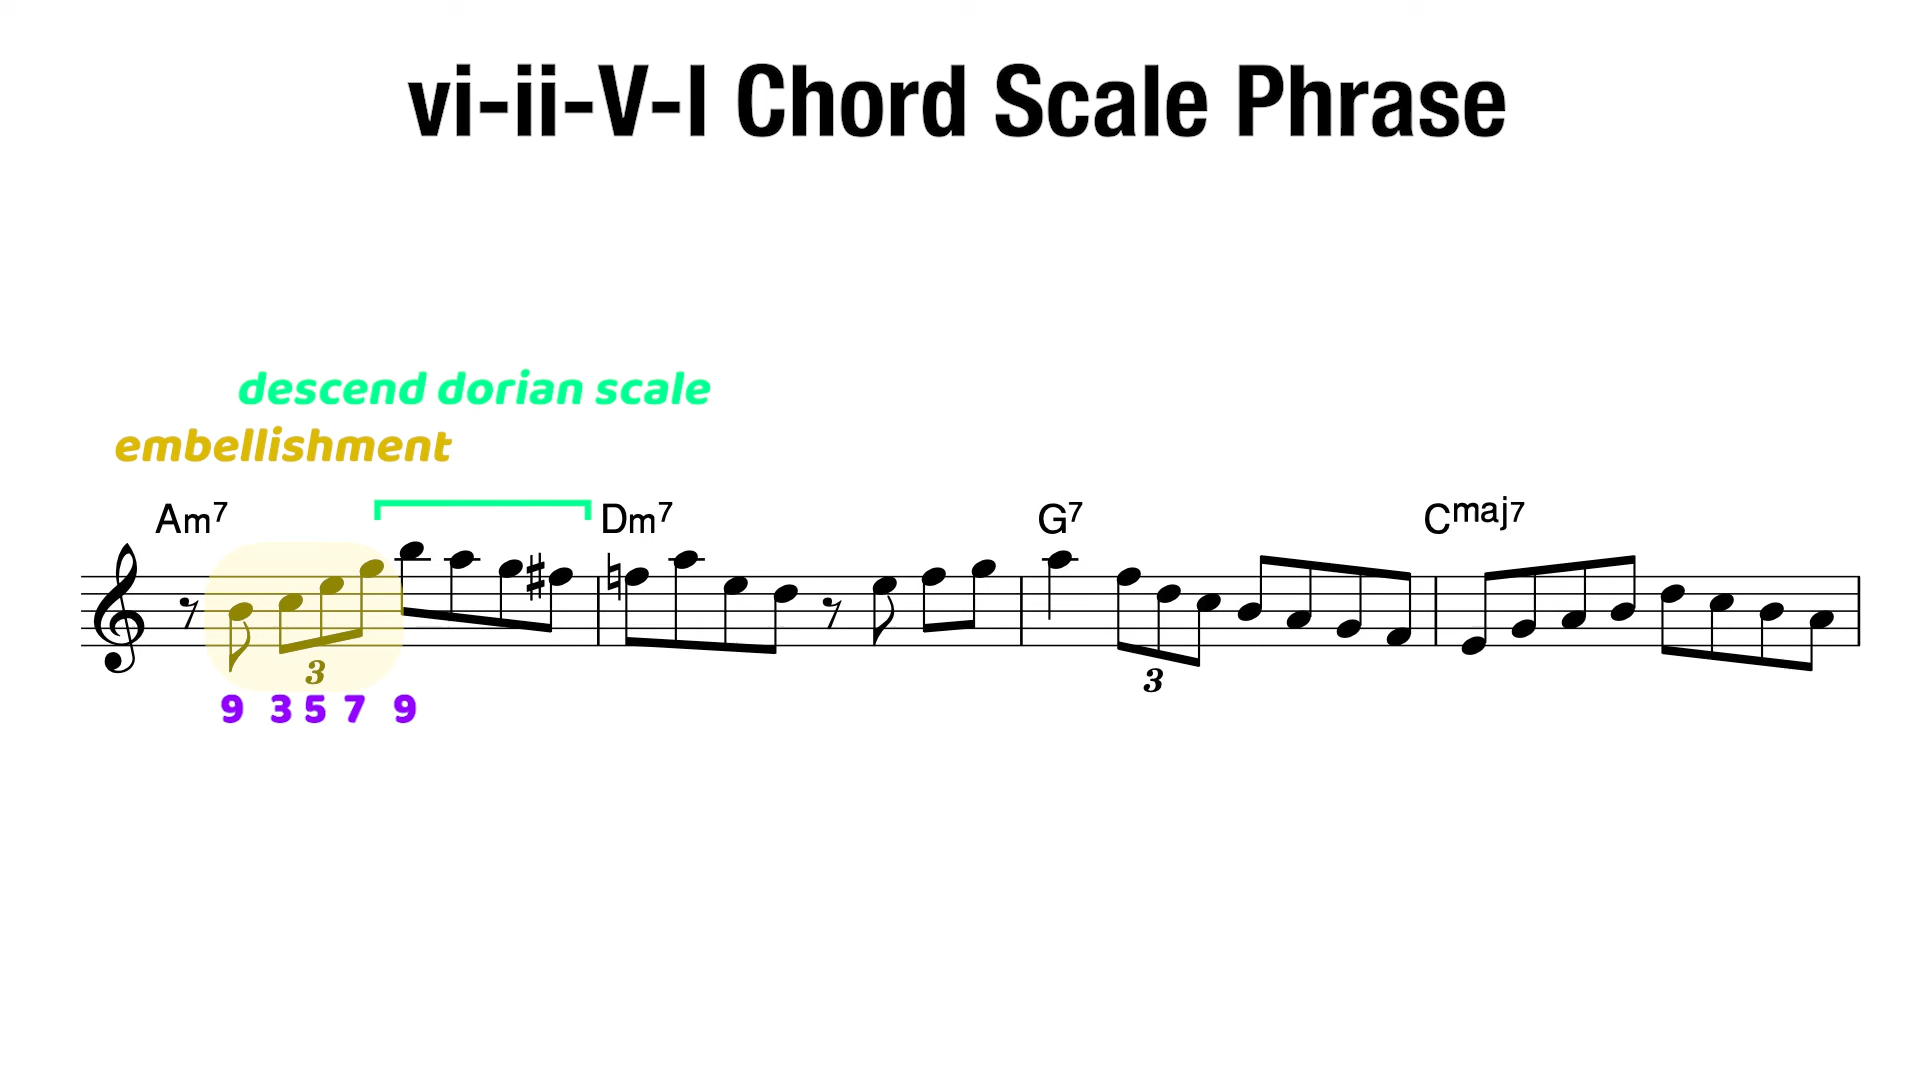 vi-ii-V-I Chord Scale Phrase
descend dorian scale
embellishment
Am7 Dm7 G7 Cmaj7
3 3
9 3 5 7 9